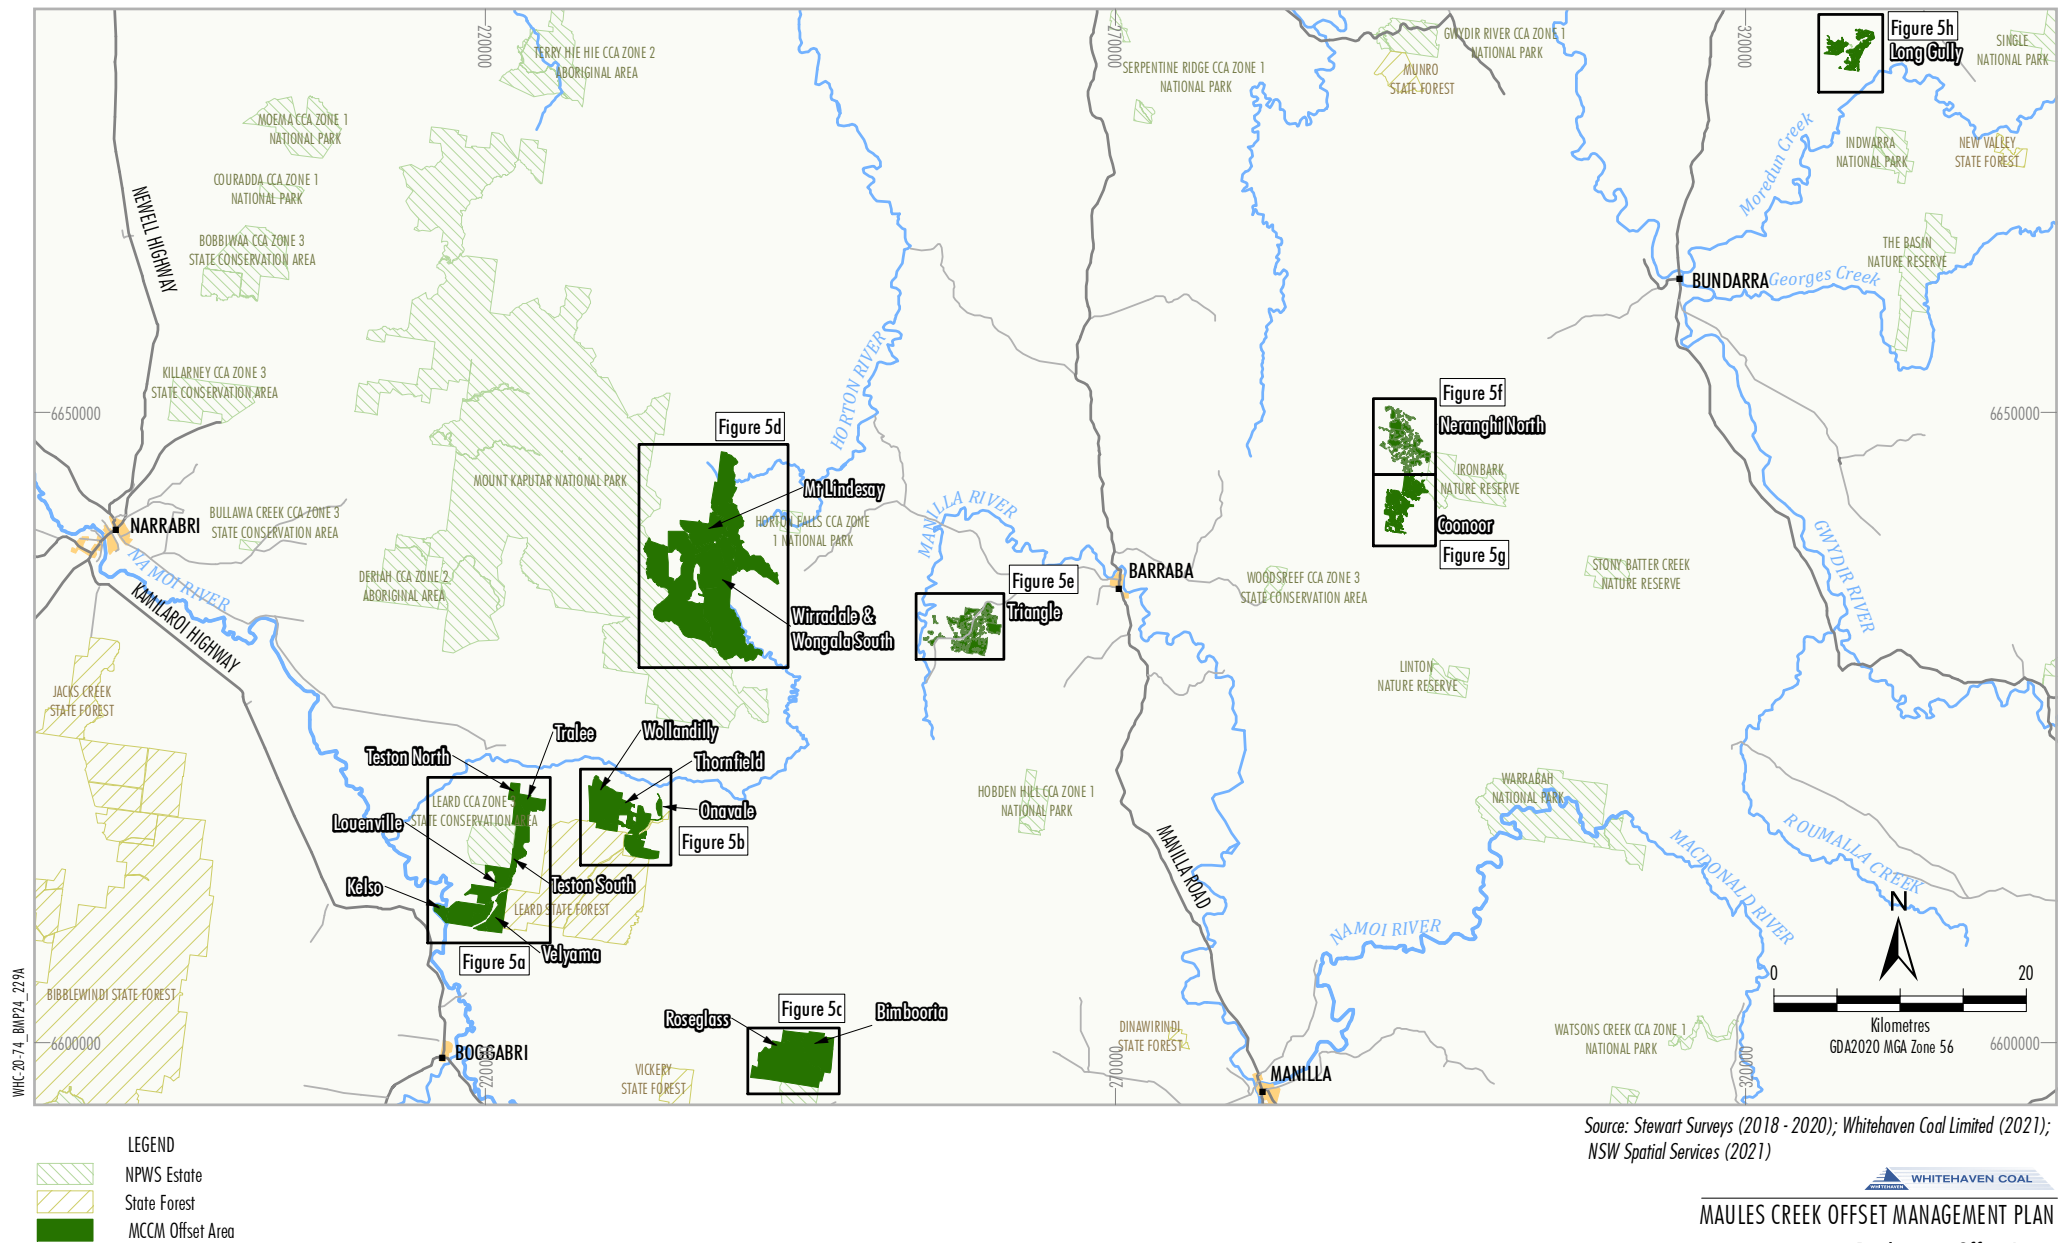 220000
270000
320000
TERRY HIE HIE CCA ZONE 2
ABORIGINAL AREA
SERPENTINE RIDGE CCA ZONE 1
NATIONAL PARK
GWYDIR RIVER CCA ZONE 1
NATIONAL PARK
MUNRO
STATE FOREST
Figure 5h
Long Gully
SINGLE
NATIONAL PARK
MOEMA CCA ZONE 1
NATIONAL PARK
Moredun Creek
INDWARRA
NATIONAL PARK
NEW VALLEY
STATE FOREST
COURADDA CCA ZONE 1
NATIONAL PARK
NEWELL HIGHWAY
BOBBIWAA CCA ZONE 3
STATE CONSERVATION AREA
THE BASIN
NATURE RESERVE
BUNDARRA
Georges Creek
HORTON RIVER
KILLARNEY CCA ZONE 3
STATE CONSERVATION AREA
6650000
6650000
Figure 5d
Figure 5f
Neranghi North
MOUNT KAPUTAR NATIONAL PARK
Mt Lindesay
IRONBARK
NATURE RESERVE
NARRABRI
BULLAWA CREEK CCA ZONE 3
STATE CONSERVATION AREA
HORTON FALLS CCA ZONE
1 NATIONAL PARK
MANILLA RIVER
Coonoor
Figure 5g
GWYDIR RIVER
NAMOI RIVER
KAMILAROI HIGHWAY
DERIAH CCA ZONE 2
ABORIGINAL AREA
Figure 5e
Triangle
BARRABA
WOODSREEF CCA ZONE 3
STATE CONSERVATION AREA
STONY BATTER CREEK
NATURE RESERVE
Wirradale &
Wongala South
LINTON
NATURE RESERVE
JACKS CREEK
STATE FOREST
Tralee
Wollandilly
Teston North
Thornfield
LEARD CCA ZONE 3
STATE CONSERVATION AREA
Onavale
Louenville
Figure 5b
HOBDEN HILL CCA ZONE 1
NATIONAL PARK
WARRABAH
NATIONAL PARK
MANILLA ROAD
MACDONALD RIVER
ROUMALLA CREEK
Kelso
Teston South
LEARD STATE FOREST
Velyama
Figure 5a
NAMOI RIVER
N
0
20
Kilometres
GDA2020 MGA Zone 56
BIBBLEWINDI STATE FOREST
Figure 5c
Roseglass
Bimbooria
DINAWIRINDI
STATE FOREST
WATSONS CREEK CCA ZONE 1
NATIONAL PARK
6600000
6600000
BOGGABRI
VICKERY
STATE FOREST
MANILLA
220000
270000
320000
WHC-20-74_BMP24_229A
Source: Stewart Surveys (2018 - 2020); Whitehaven Coal Limited (2021);
NSW Spatial Services (2021)
LEGEND
NPWS Estate
State Forest
MCCM Offset Area
WHITEHAVEN
WHITEHAVEN COAL
MAULES CREEK OFFSET MANAGEMENT PLAN